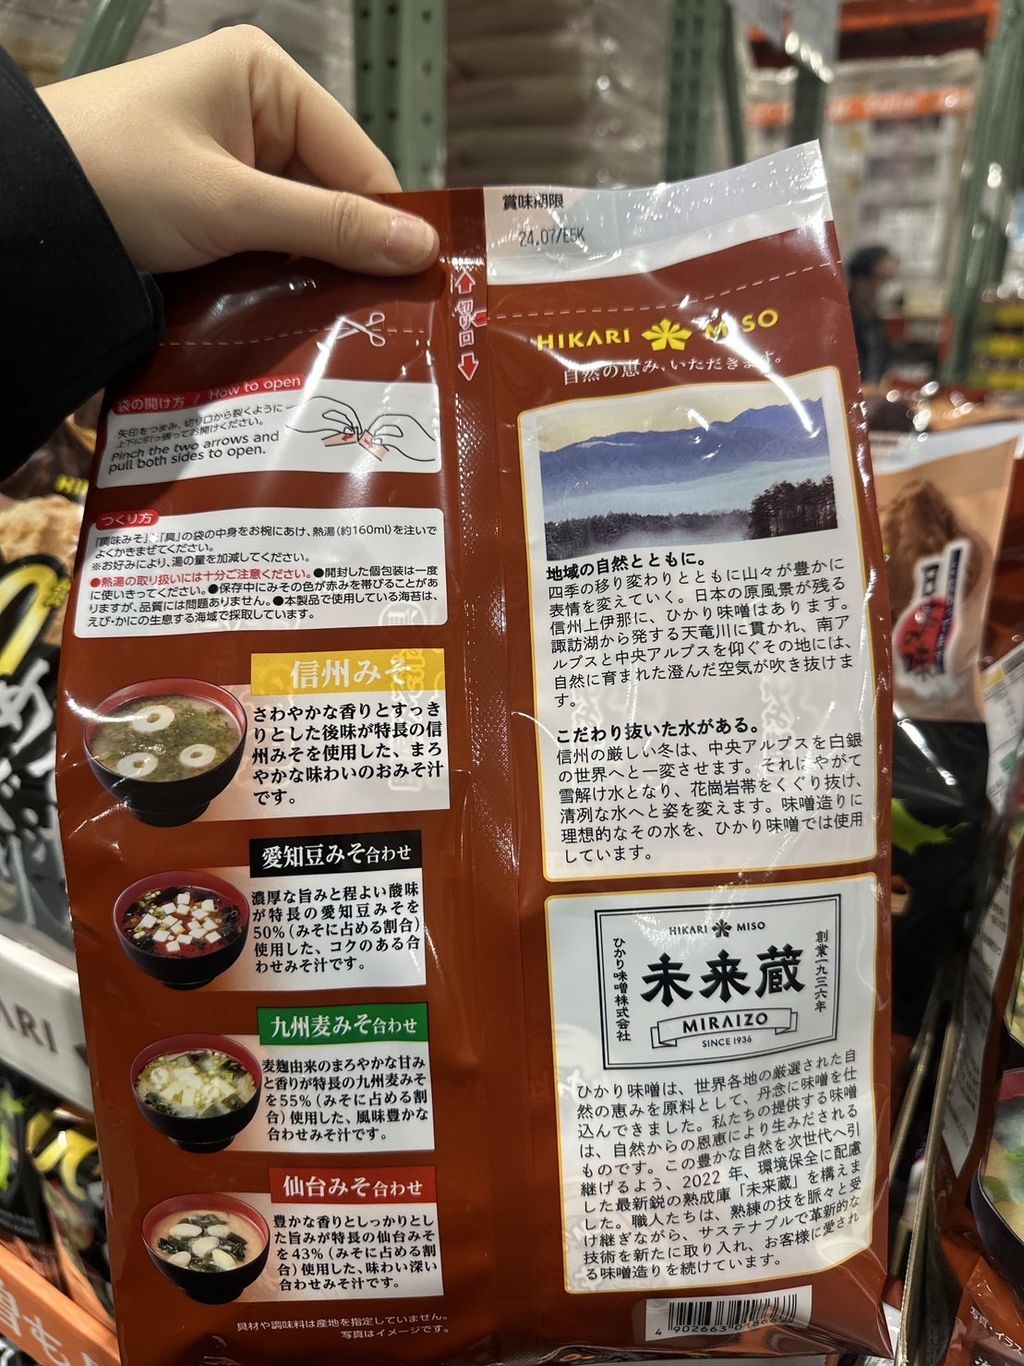 賞味期限
24.07/
切り口
HIKARI MISO
自然の恵み、いただきます。
袋の開け方 / How to open
矢印をつまみ、切り口から裂くように
上下に引っ張ってお開けください。
Pinch the two arrows and
pull both sides to open.
つくり方
「調味みそ」と「具」の袋の中身をお椀にあけ、熱湯(約160ml)を注いで
よくかきまぜてください。
※お好みにより、湯の量を加減してください。
●熱湯の取り扱いには十分ご注意ください。●開封した個包装は一度
に使いきってください。●保存中にみその色が赤みを帯びることがあ
りますが、品質には問題ありません。●本製品で使用している海苔は、
えび・かにの生息する海域で採取しています。
信州みそ
さわやかな香りとすっき
りとした後味が特長の信
州みそを使用した、まろ
やかな味わいのおみそ汁
です。
愛知豆みそ合わせ
濃厚な旨みと程よい酸味
が特長の愛知豆みそを
50%(みそに占める割合)
使用した、コクのある合
わせみそ汁です。
九州麦みそ合わせ
麦麹由来のまろやかな甘み
と香りが特長の九州麦みそ
を55%(みそに占める割
合)使用した、風味豊かな
合わせみそ汁です。
仙台みそ合わせ
豊かな香りとしっかりとし
た旨みが特長の仙台みそ
を43%(みそに占める割
合)使用した、味わい深い
合わせみそ汁です。
具材や調味料は産地を指定していません。
写真はイメージです。
地域の自然とともに。
四季の移り変わりとともに山々が豊かに
表情を変えていく。日本の原風景が残る
信州上伊那に、ひかり味噌はあります。
諏訪湖から発する天竜川に貫かれ、南ア
ルプスと中央アルプスを仰ぐその地には、
自然に育まれた澄んだ空気が吹き抜けま
す。
こだわり抜いた水がある。
信州の厳しい冬は、中央アルプスを白銀
の世界へと一変させます。それはやがて
雪解け水となり、花崗岩帯をくぐり抜け、
清冽な水へと姿を変えます。味噌造りに
理想的なその水を、ひかり味噌では使用
しています。
HIKARI MISO
ひかり味噌株式会社
未来蔵
創業一九三六年
MIRAIZO
SINCE 1936
ひかり味噌は、世界各地の厳選された自
然の恵みを原料として、丹念に味噌を仕
込んできました。私たちの提供する味噌
は、自然からの恩恵により生みだされる
ものです。この豊かな自然を次世代へ引
継げるよう、2022 年、環境保全に配慮
した最新鋭の熟成庫「未来蔵」を構えま
した。職人たちは、熟練の技を脈々と受
け継ぎながら、サステナブルで革新的な
技術を新たに取り入れ、お客様に愛され
る味噌造りを続けています。
4 902663